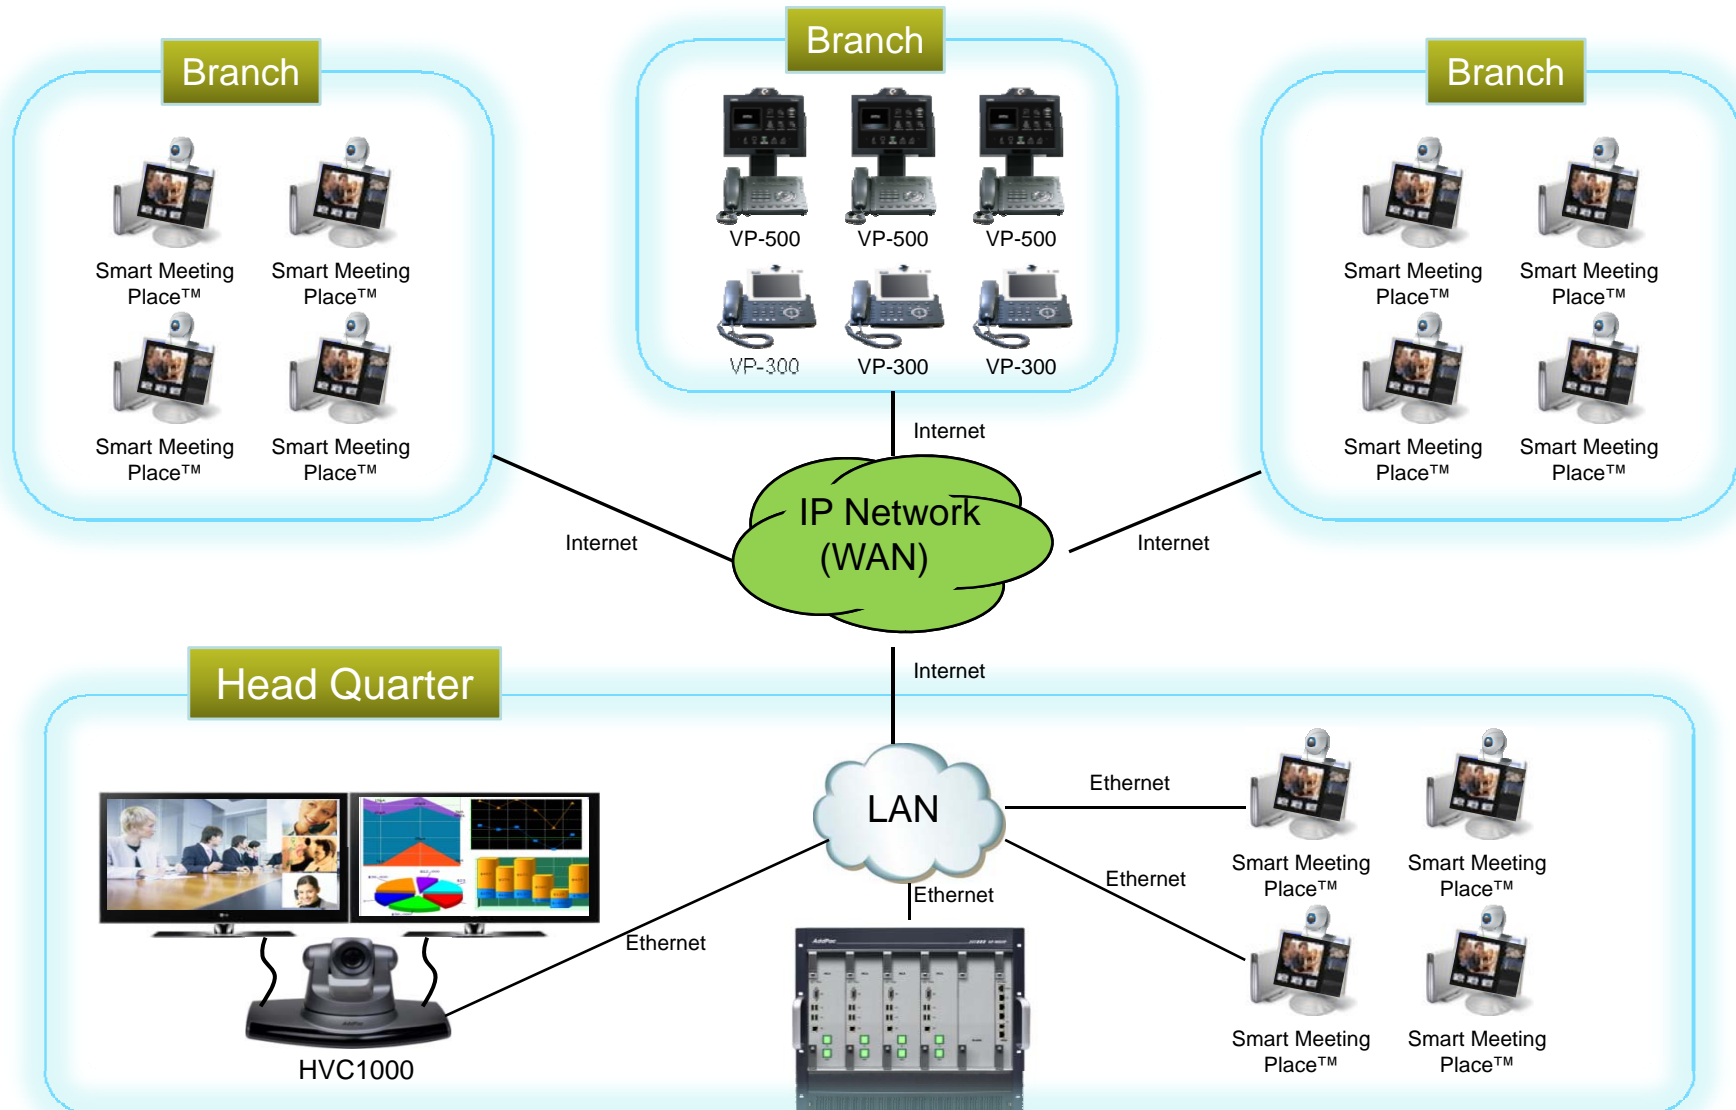 Branch
Branch
Branch
Smart Meeting
Place™
Smart Meeting
Place™
Smart Meeting
Place™
Smart Meeting
Place™
VP-500
VP-500
VP-500
VP-300
VP-300
VP-300
Smart Meeting
Place™
Smart Meeting
Place™
Smart Meeting
Place™
Smart Meeting
Place™
Internet
Internet
Internet
IP Network
(WAN)
Internet
Head Quarter
LAN
Ethernet
Ethernet
Ethernet
Ethernet
HVC1000
AddPac
AddPac
Smart Meeting
Place™
Smart Meeting
Place™
Smart Meeting
Place™
Smart Meeting
Place™